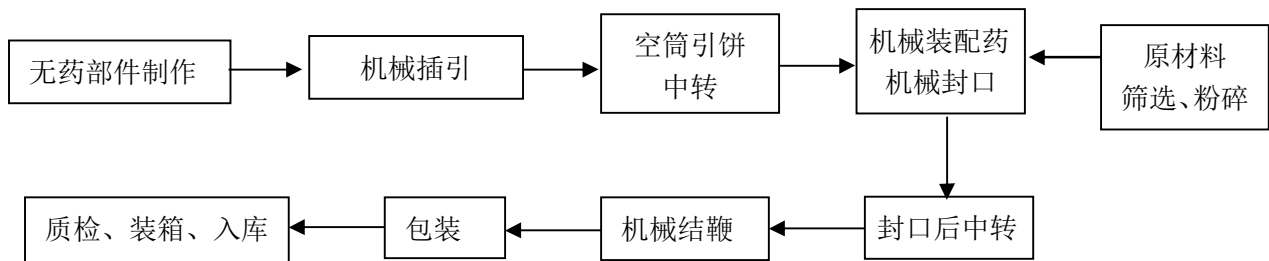 无药部件制作
机械插引
空筒引饼
中转
机械装配药
机械封口
原材料
筛选、粉碎
质检、装箱、入库
包装
机械结鞭
封口后中转